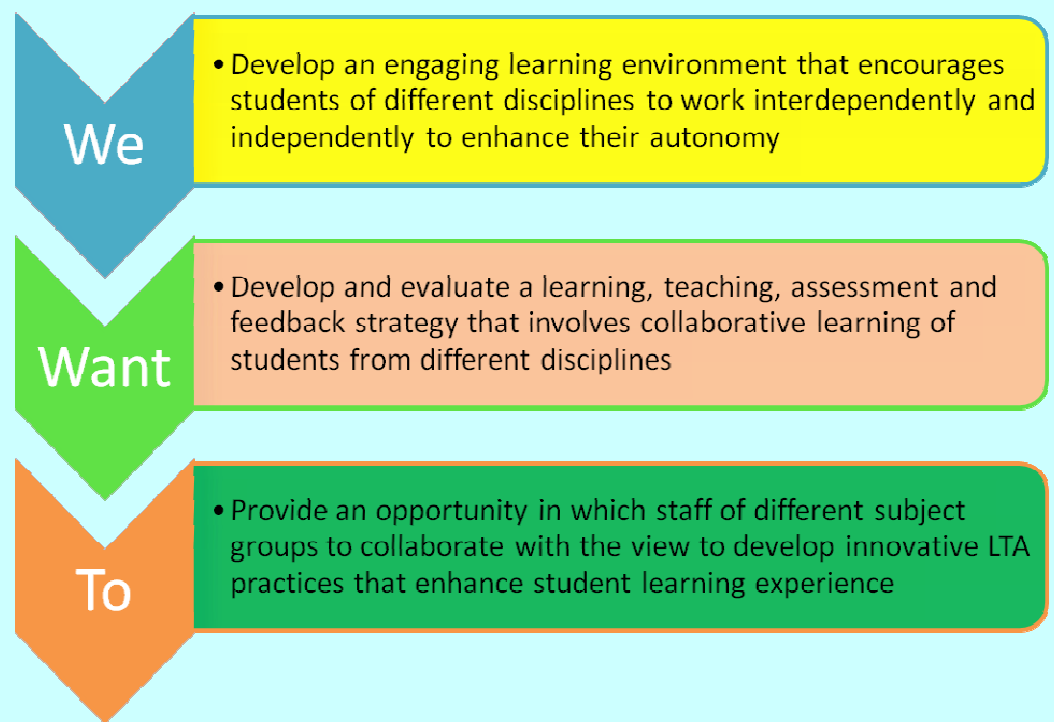 We
• Develop an engaging learning environment that encourages
students of different disciplines to work interdependently and
independently to enhance their autonomy
Want
• Develop and evaluate a learning, teaching, assessment and
feedback strategy that involves collaborative learning of
students from different disciplines
To
• Provide an opportunity in which staff of different subject
groups to collaborate with the view to develop innovative LTA
practices that enhance student learning experience